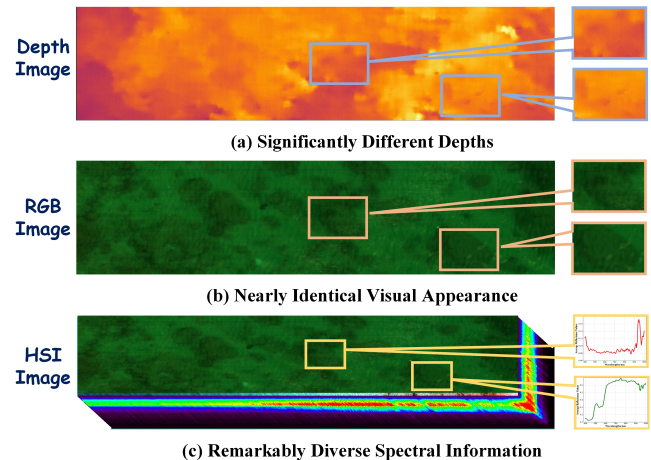 Depth
Image
(a) Significantly Different Depths
RGB
Image
(b) Nearly Identical Visual Appearance
HSI
Image
(c) Remarkably Diverse Spectral Information